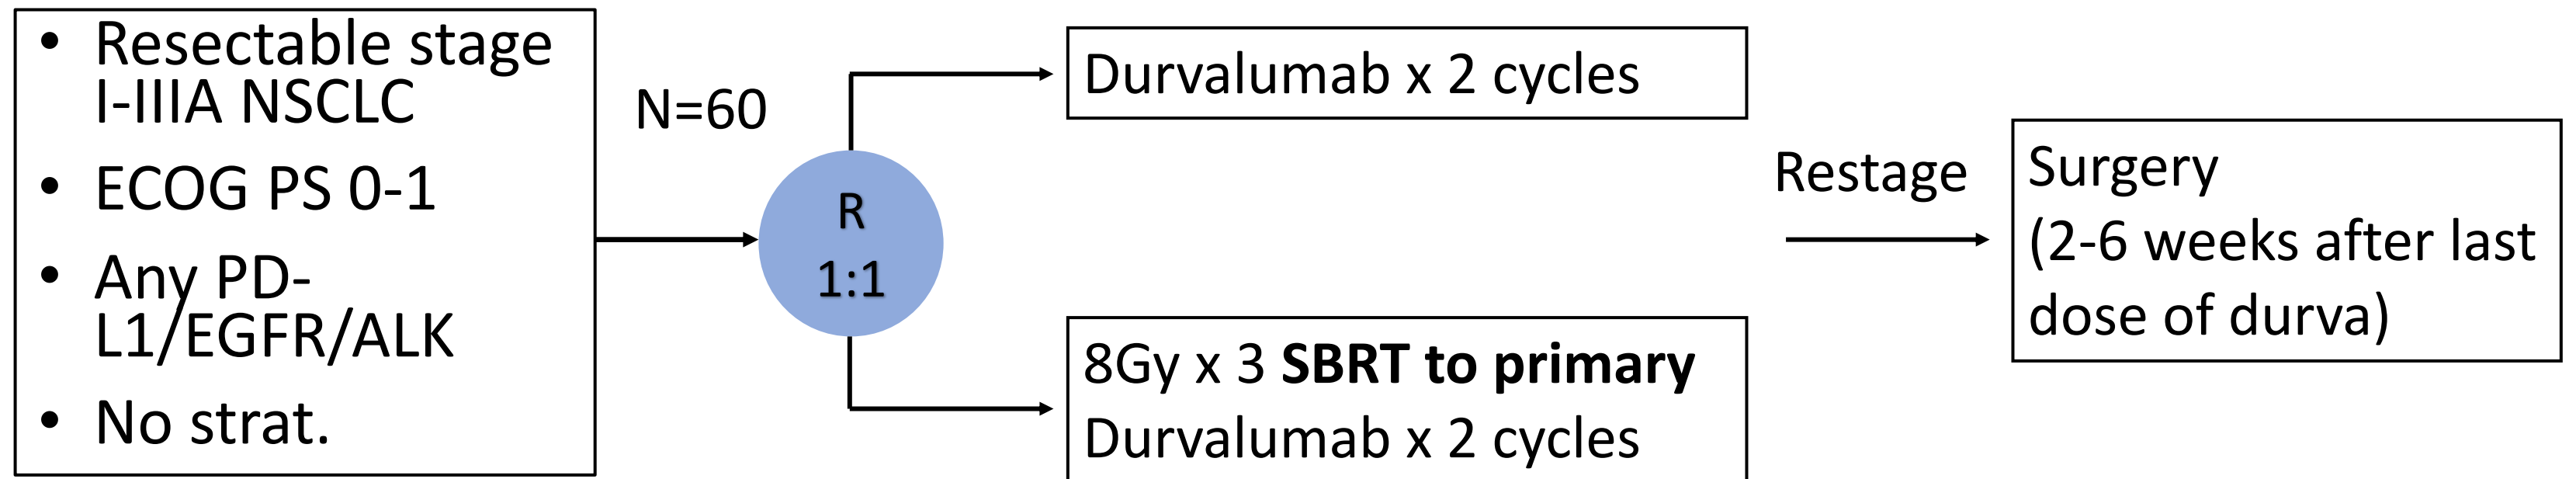 • Resectable stage
I-IIIA NSCLC
• ECOG PS 0-1
• Any PD-
L1/EGFR/ALK
• No strat.
N=60
R
1:1
Durvalumab x 2 cycles
8Gy x 3 SBRT to primary
Durvalumab x 2 cycles
Restage
Surgery
(2-6 weeks after last
dose of durva)